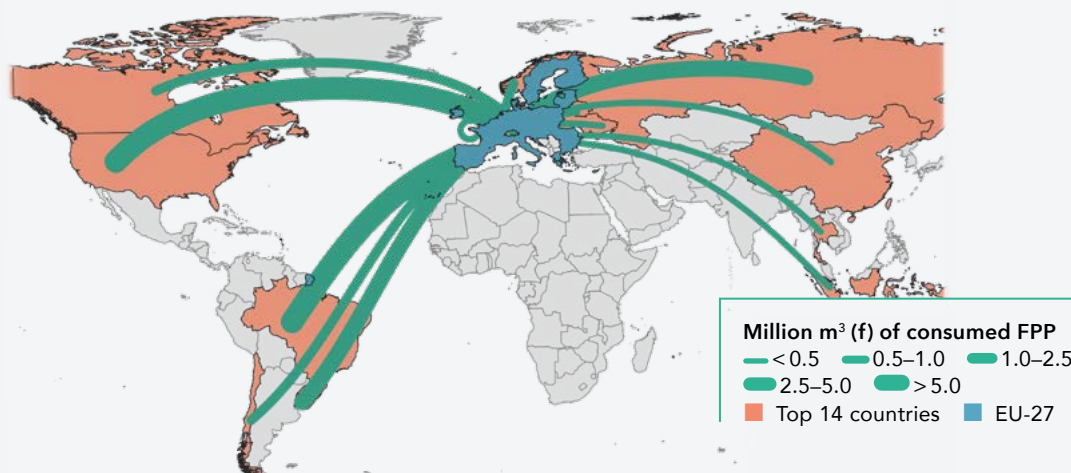 Million m³ (f) of consumed FPP
< 0.5 0.5–1.0 1.0–2.5
2.5–5.0 > 5.0
Top 14 countries EU-27